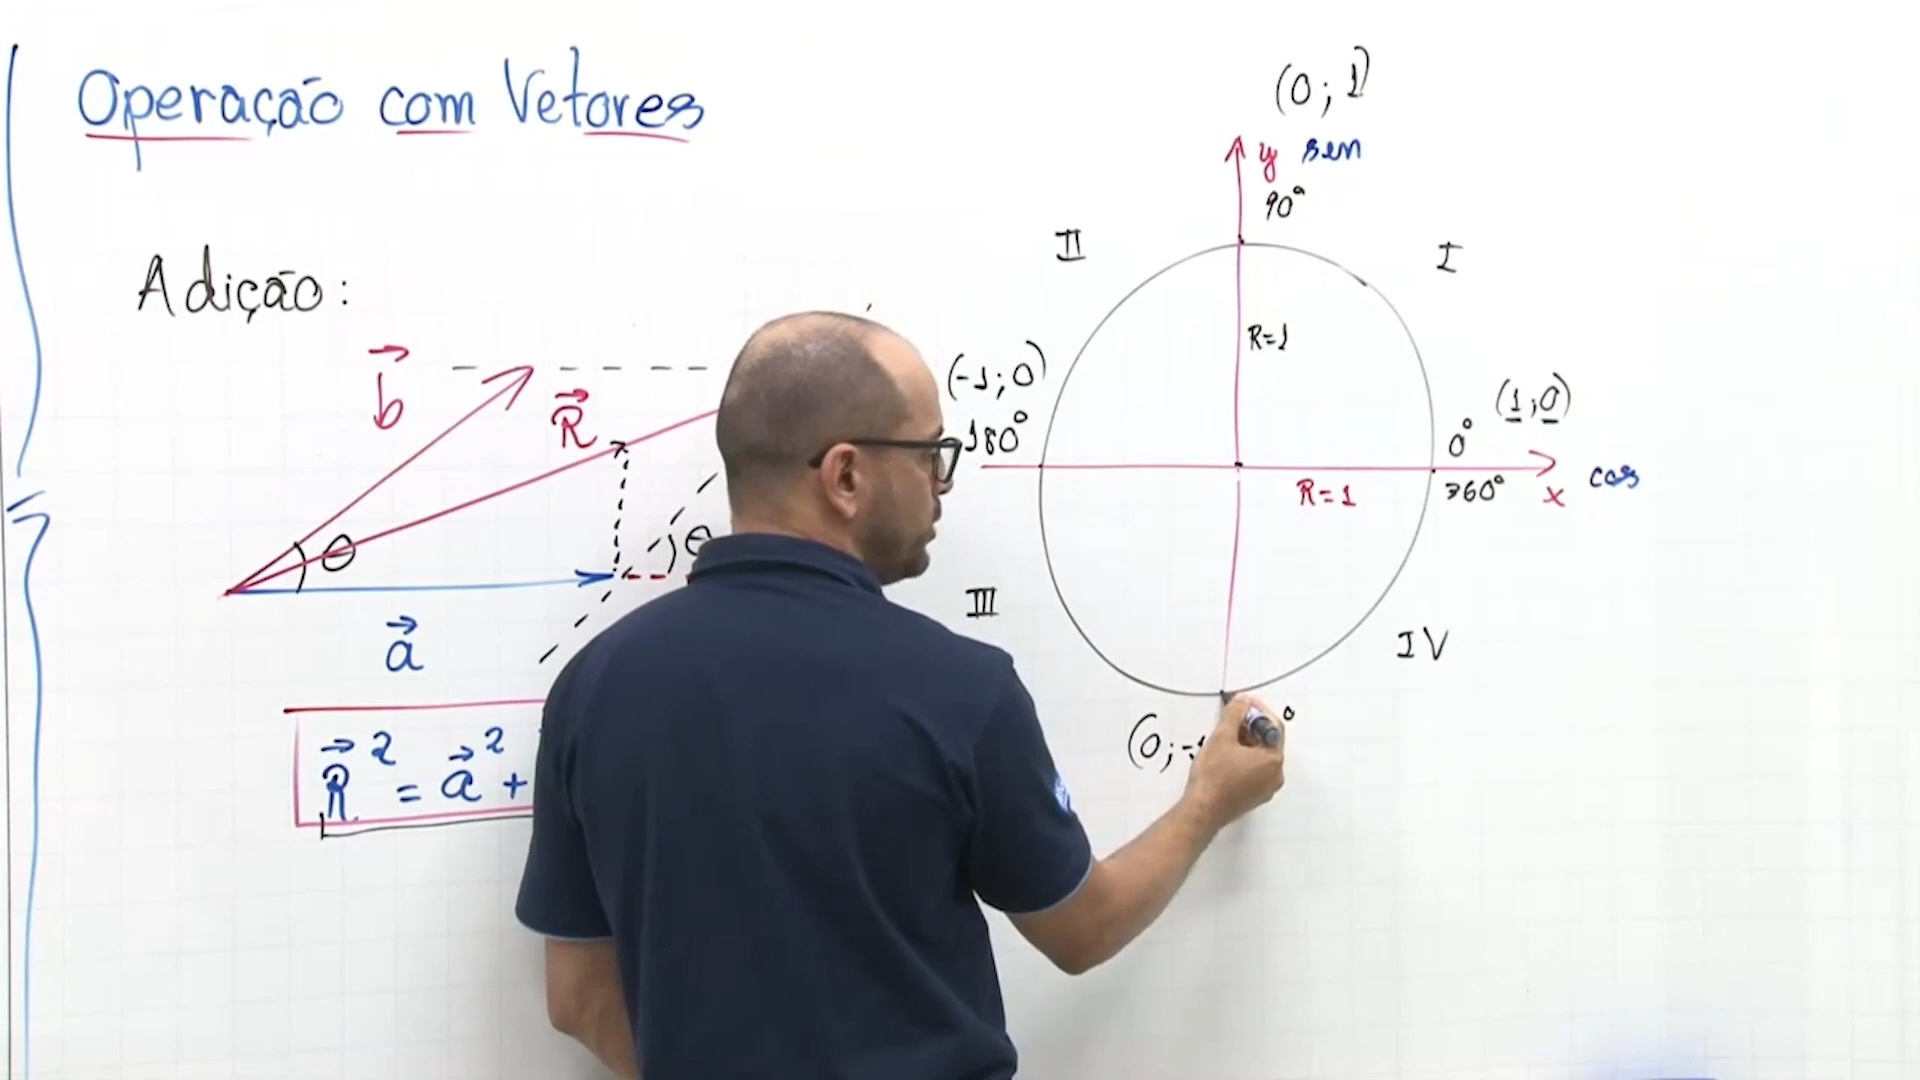 Operação com Vetores
Adição:
b
R
θ
a
R² = a² +
(0; 1)
y sen
90°
II
I
R=1
(-1; 0)
180°
(1; 0)
0°
360°
x cos
R=1
III
IV
(0; -1